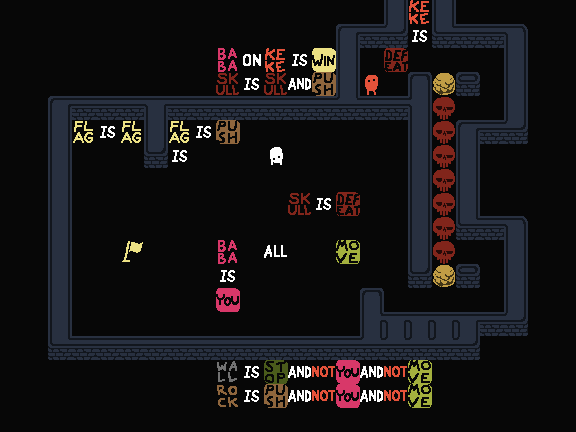 KEKE
IS
BABA ON KEKE IS WIN
DEFEAT
SKULL IS SKULL AND PUSH
FLAG IS FLAG
FLAG IS PUSH
IS
SKULL IS DEFEAT
BABA ALL MOVE
IS
YOU
WALL IS STOP AND NOT YOU AND NOT MOVE
ROCK IS PUSH AND NOT YOU AND NOT MOVE